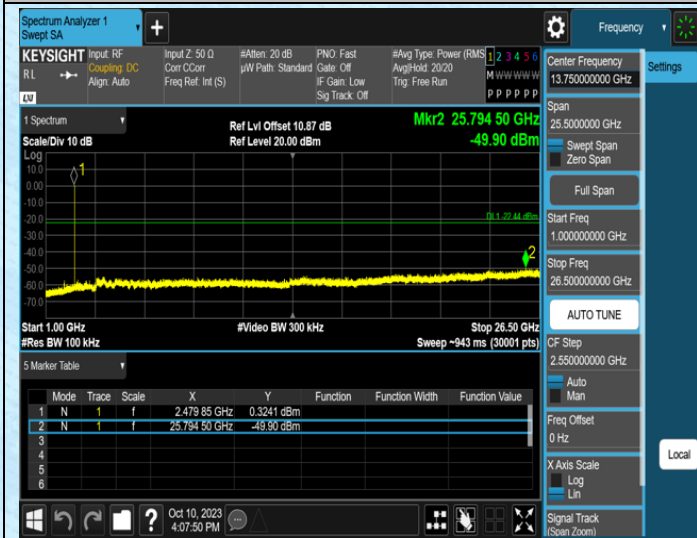 Spectrum Analyzer 1
Swept SA
+
Frequency
KEYSIGHT
RL
LXI
Input: RF
Coupling: DC
Align: Auto
Input Z: 50 Ω
Corr CCorr
Freq Ref: Int (S)
#Atten: 20 dB
µW Path: Standard
PNO: Fast
Gate: Off
IF Gain: Low
Sig Track: Off
#Avg Type: Power (RMS
Avg|Hold: 20/20
Trig: Free Run
1 2 3 4 5 6
M W W W W W
P P P P P P
1 Spectrum
Scale/Div 10 dB
Ref Lvl Offset 10.87 dB
Ref Level 20.00 dBm
Mkr2 25.794 50 GHz
-49.90 dBm
Log
10.0
0.00
-10.0
-20.0
-30.0
-40.0
-50.0
-60.0
-70.0
1
DL1 -22.44 dBm
2
Start 1.00 GHz
#Res BW 100 kHz
#Video BW 300 kHz
Stop 26.50 GHz
Sweep ~943 ms (30001 pts)
5 Marker Table
Mode Trace Scale X Y Function Function Width Function Value
1 N 1 f 2.479 85 GHz 0.3241 dBm
2 N 1 f 25.794 50 GHz -49.90 dBm
3
4
5
6
Oct 10, 2023
4:07:50 PM
Center Frequency
13.750000000 GHz
Span
25.5000000 GHz
Swept Span
Zero Span
Full Span
Start Freq
1.000000000 GHz
Stop Freq
26.500000000 GHz
AUTO TUNE
CF Step
2.550000000 GHz
Auto
Man
Freq Offset
0 Hz
X Axis Scale
Log
Lin
Signal Track
(Span Zoom)
Settings
Local